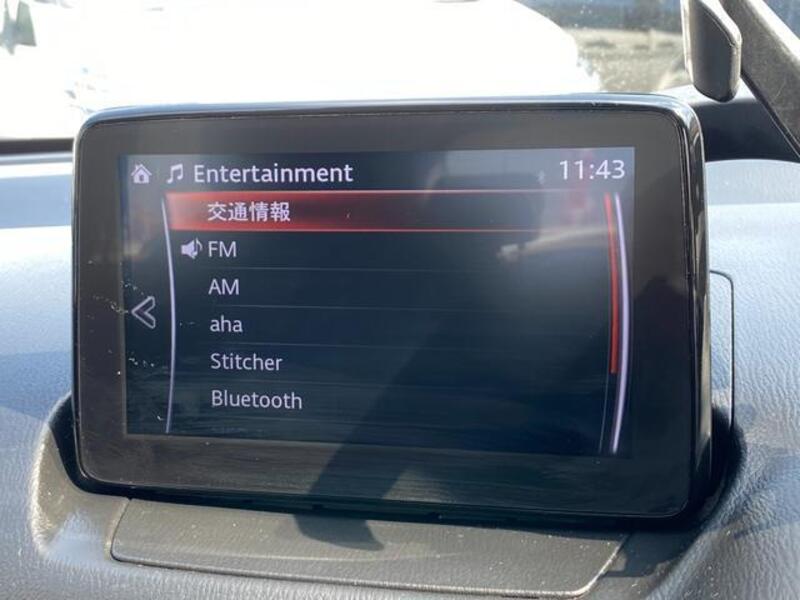 Entertainment 11:43
交通情報
FM
AM
aha
Stitcher
Bluetooth